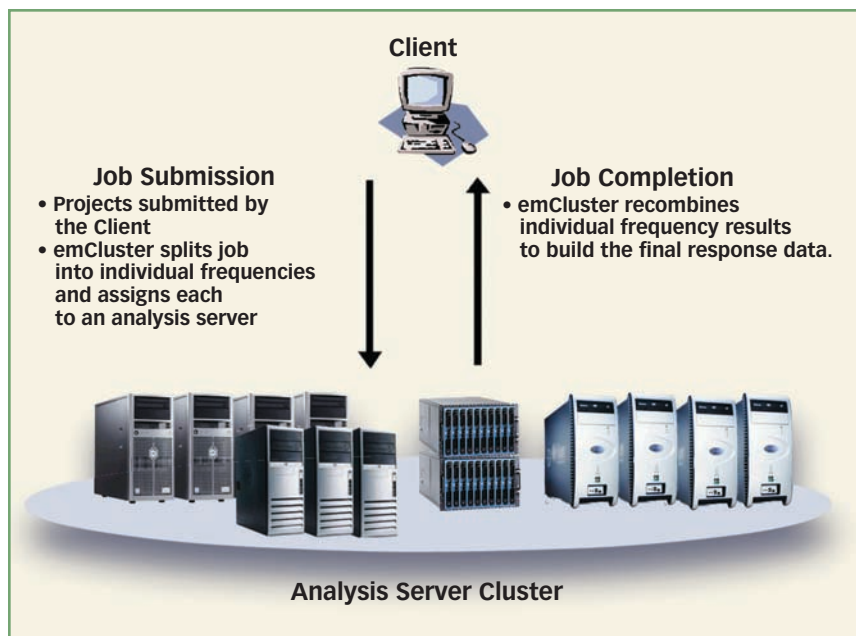 Client
Job Submission
• Projects submitted by
the Client
• emCluster splits job
into individual frequencies
and assigns each
to an analysis server
Job Completion
• emCluster recombines
individual frequency results
to build the final response data.
Analysis Server Cluster